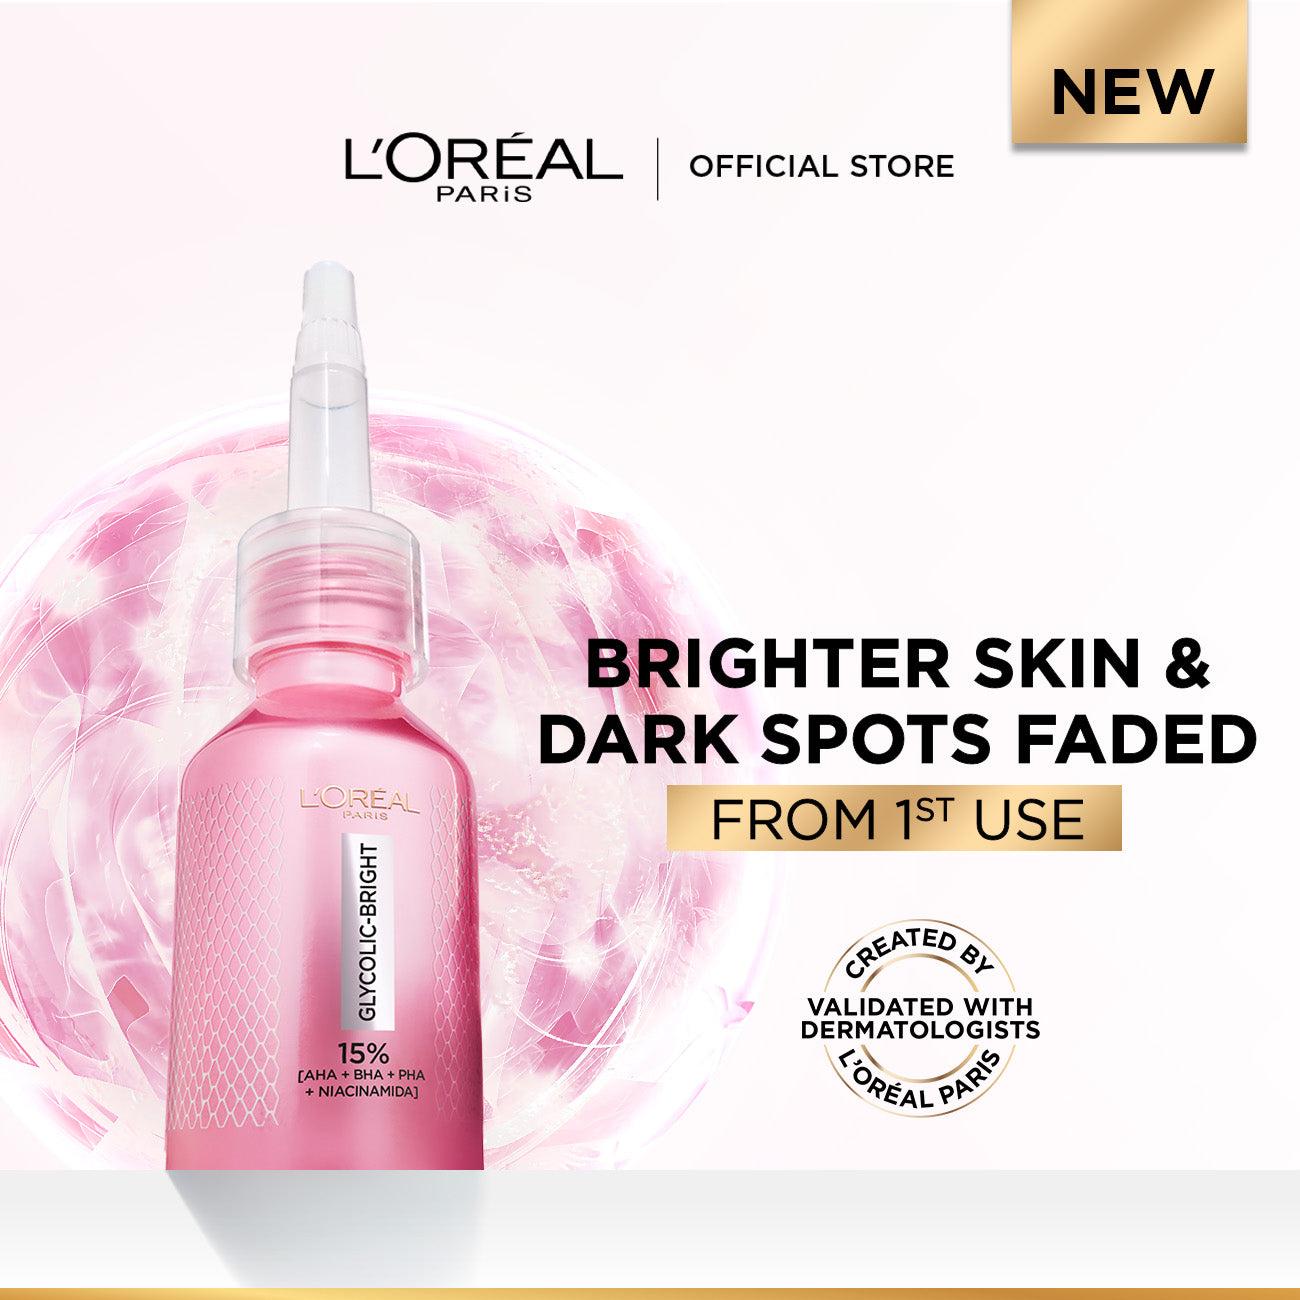 NEW
L'ORÉAL
PARiS
OFFICIAL STORE
BRIGHTER SKIN &
DARK SPOTS FADED
FROM 1ST USE
L'ORÉAL
PARIS
GLYCOLIC-BRIGHT
15%
[AHA + BHA + PHA
+ NIACINAMIDA]
CREATED BY
VALIDATED WITH
DERMATOLOGISTS
L'ORÉAL PARIS